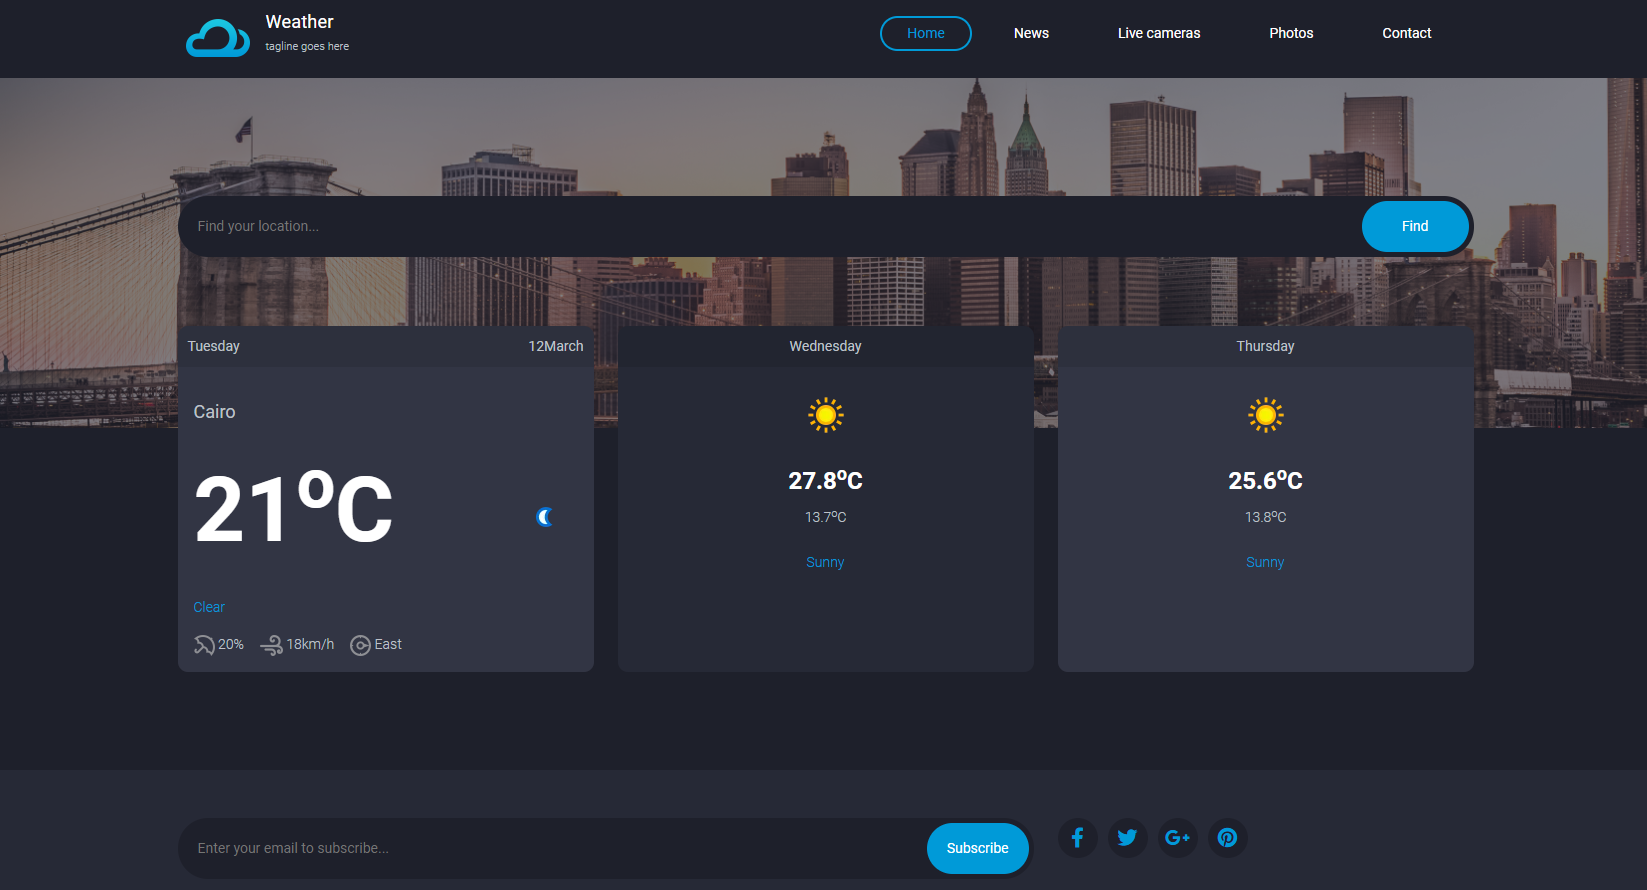 Weather
tagline goes here
Home
News
Live cameras
Photos
Contact
Find your location...
Find
Tuesday
12March
Cairo
21°C
Clear
20%
18km/h
East
Wednesday
27.8°C
13.7°C
Sunny
Thursday
25.6°C
13.8°C
Sunny
Enter your email to subscribe...
Subscribe